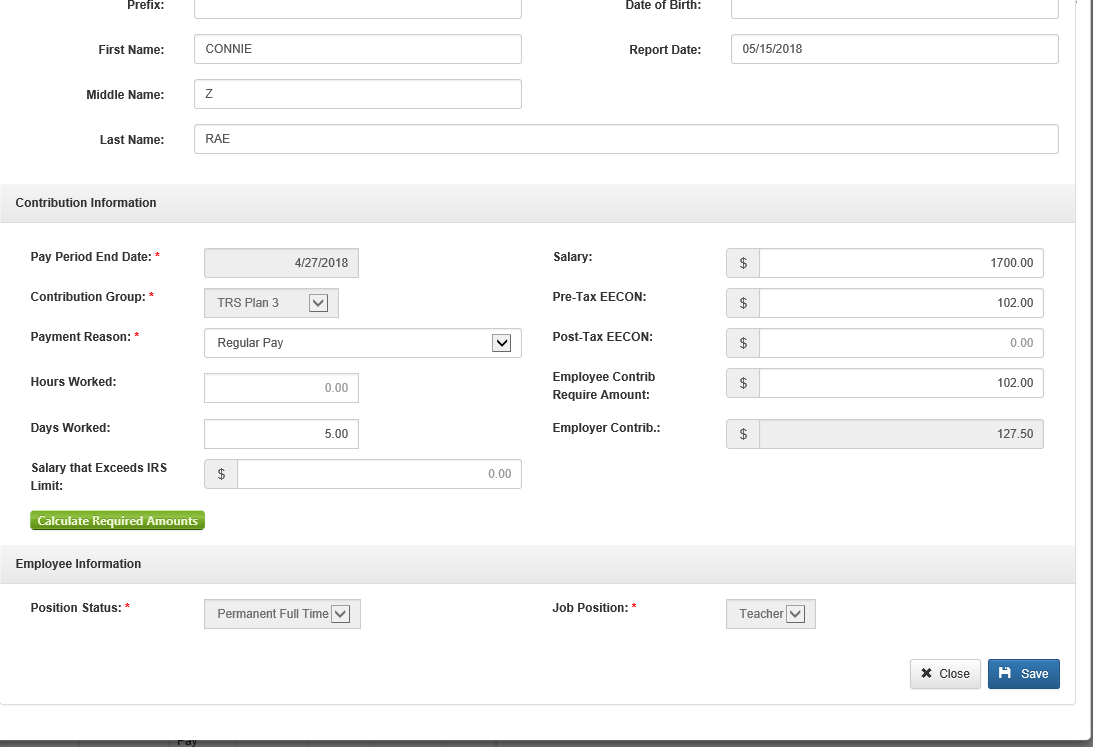 Prefix: Date of Birth:
First Name: CONNIE Report Date: 05/15/2018
Middle Name: Z
Last Name: RAE
Contribution Information
Pay Period End Date: * 4/27/2018 Salary: $ 1700.00
Contribution Group: * TRS Plan 3 Pre-Tax EECON: $ 102.00
Payment Reason: * Regular Pay Post-Tax EECON: $ 0.00
Hours Worked: 0.00 Employee Contrib
Require Amount: $ 102.00
Days Worked: 5.00 Employer Contrib.: $ 127.50
Salary that Exceeds IRS
Limit: $ 0.00
Calculate Required Amounts
Employee Information
Position Status: * Permanent Full Time Job Position: * Teacher
Close Save
Pay